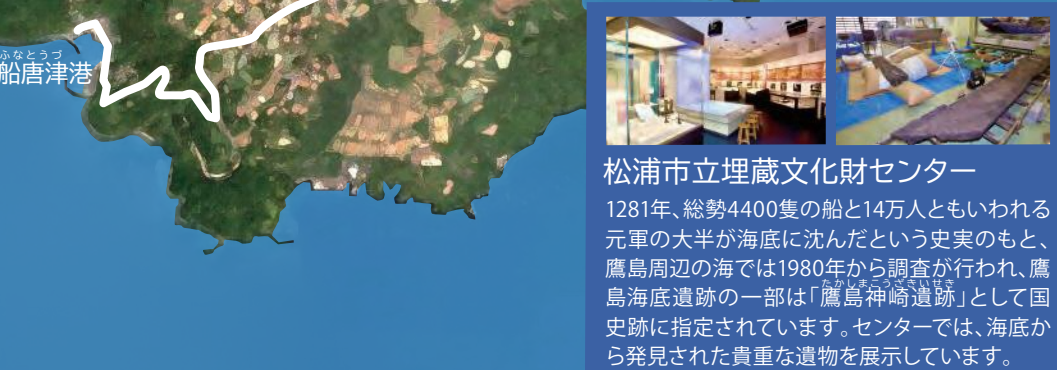 ふなとうづ
船唐津港
松浦市立埋蔵文化財センター
1281年、総勢4400隻の船と14万人ともいわれる
元軍の大半が海底に沈んだという史実のもと、
鷹島周辺の海では1980年から調査が行われ、鷹
たかしまこうざきいせき
島海底遺跡の一部は「鷹島神崎遺跡」として国
史跡に指定されています。センターでは、海底か
ら発見された貴重な遺物を展示しています。